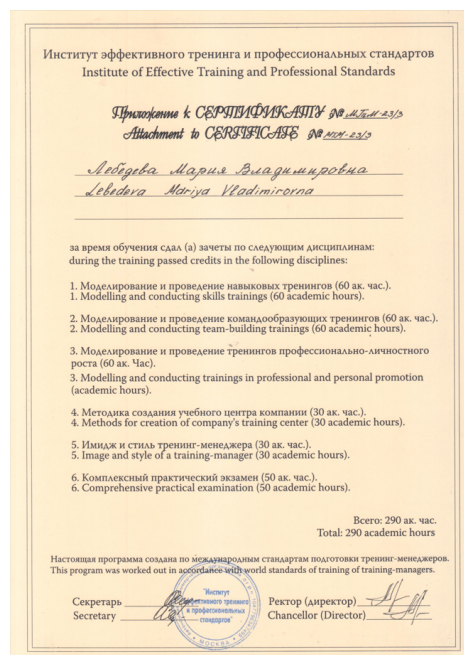 Институт эффективного тренинга и профессиональных стандартов
Institute of Effective Training and Professional Standards
Приложение к СЕРТИФИКАТУ № МТмМ-23/3
Attachment to CERTIFICATE № MTM-23/3
Лебедева Мария Владимировна
Lebedeva Mariya Vladimirovna
за время обучения сдал (а) зачеты по следующим дисциплинам:
during the training passed credits in the following disciplines:
1. Моделирование и проведение навыковых тренингов (60 ак. час.).
1. Modelling and conducting skills trainings (60 academic hours).
2. Моделирование и проведение командообразующих тренингов (60 ак. час.).
2. Modelling and conducting team-building trainings (60 academic hours).
3. Моделирование и проведение тренингов профессионально-личностного
роста (60 ак. Час).
3. Modelling and conducting trainings in professional and personal promotion
(academic hours).
4. Методика создания учебного центра компании (30 ак. час.).
4. Methods for creation of company's training center (30 academic hours).
5. Имидж и стиль тренинг-менеджера (30 ак. час.).
5. Image and style of a training-manager (30 academic hours).
6. Комплексный практический экзамен (50 ак. час.).
6. Comprehensive practical examination (50 academic hours).
Всего: 290 ак. час.
Total: 290 academic hours
Настоящая программа создана по международным стандартам подготовки тренинг-менеджеров.
This program was worked out in accordance with world standards of training of training-managers.
"Институт
эффективного тренинга
и профессиональных
стандартов"
МОСКВА
Секретарь
Secretary
Ректор (директор)
Chancellor (Director)